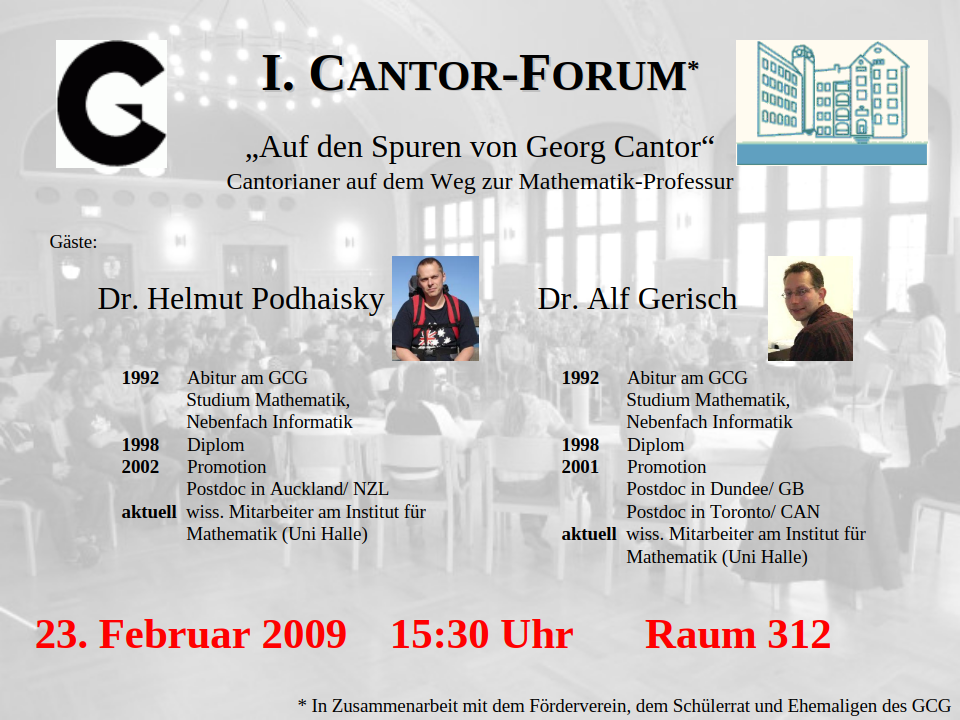 I. CANTOR-FORUM*
„Auf den Spuren von Georg Cantor“
Cantorianer auf dem Weg zur Mathematik-Professur
Gäste:
Dr. Helmut Podhaisky
1992 Abitur am GCG
Studium Mathematik,
Nebenfach Informatik
1998 Diplom
2002 Promotion
Postdoc in Auckland/ NZL
aktuell wiss. Mitarbeiter am Institut für
Mathematik (Uni Halle)
Dr. Alf Gerisch
1992 Abitur am GCG
Studium Mathematik,
Nebenfach Informatik
1998 Diplom
2001 Promotion
Postdoc in Dundee/ GB
Postdoc in Toronto/ CAN
aktuell wiss. Mitarbeiter am Institut für
Mathematik (Uni Halle)
23. Februar 2009 15:30 Uhr Raum 312
* In Zusammenarbeit mit dem Förderverein, dem Schülerrat und Ehemaligen des GCG